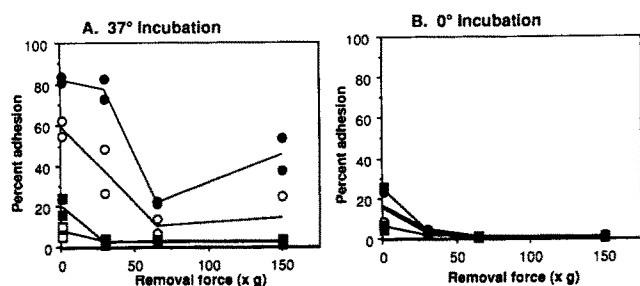 A. 37° incubation
100
80
60
40
20
0
Percent adhesion
0 50 100 150
Removal force (x g)
B. 0° incubation
100
80
60
40
20
0
Percent adhesion
0 50 100 150
Removal force (x g)